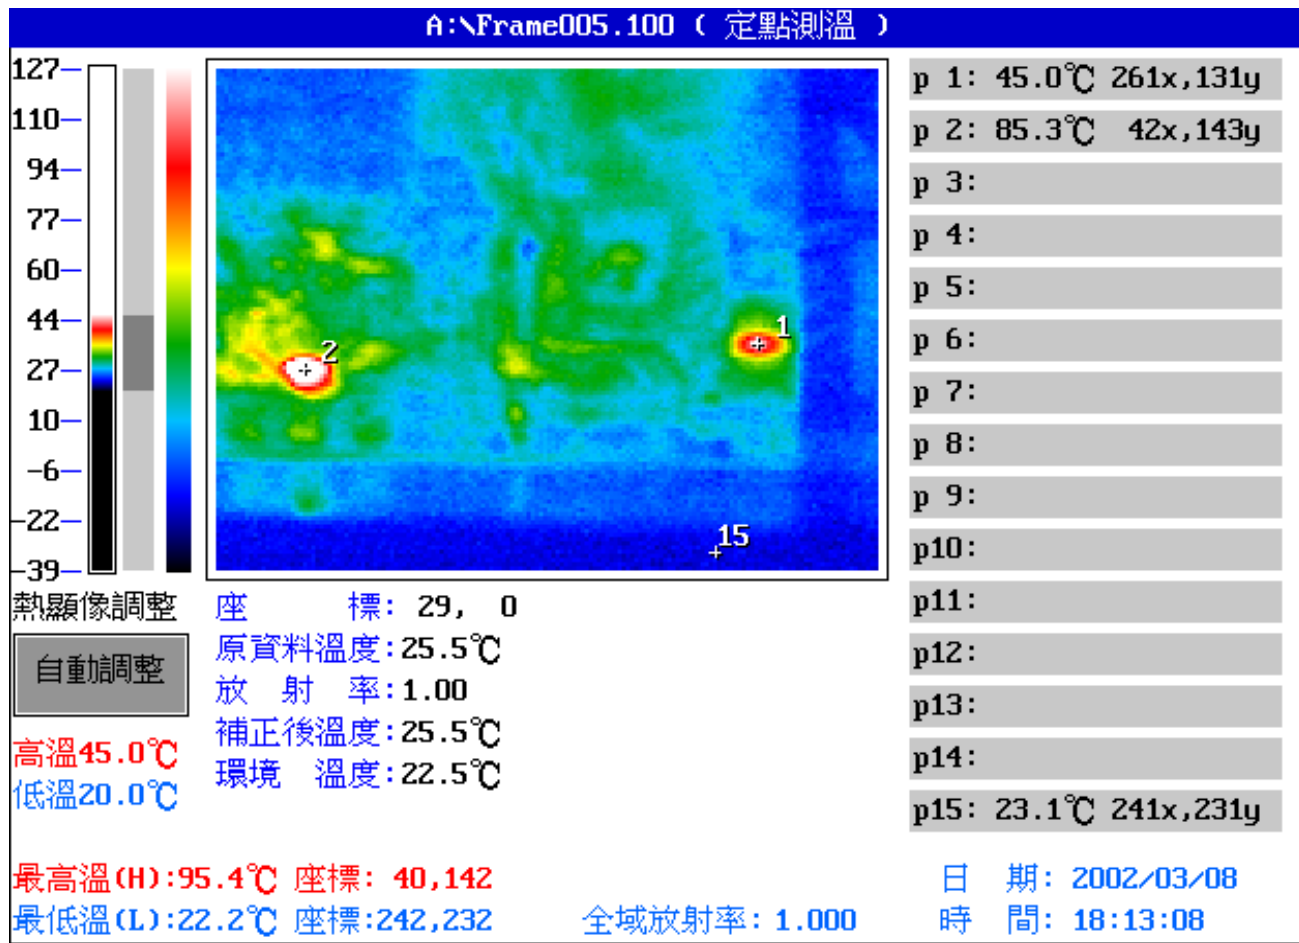 A:\Frame005.100 ( 定點測溫 )
127
110
94
77
60
44
27
10
-6
-22
-39
2
1
15
p 1: 45.0℃ 261x,131y
p 2: 85.3℃ 42x,143y
p 3:
p 4:
p 5:
p 6:
p 7:
p 8:
p 9:
p10:
p11:
p12:
p13:
p14:
p15: 23.1℃ 241x,231y
熱顯像調整
自動調整
高溫45.0℃
低溫20.0℃
座 標: 29, 0
原資料溫度:25.5℃
放 射 率:1.00
補正後溫度:25.5℃
環境 溫度:22.5℃
最高溫(H):95.4℃ 座標: 40,142
最低溫(L):22.2℃ 座標:242,232
全域放射率: 1.000
日 期: 2002/03/08
時 間: 18:13:08